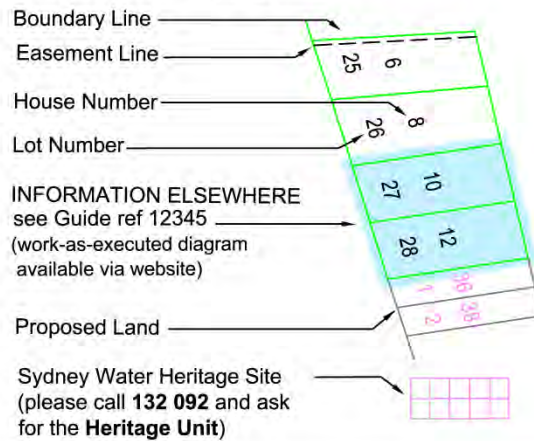 Boundary Line
Easement Line
25 6
House Number
26 8
Lot Number
INFORMATION ELSEWHERE
see Guide ref 12345
(work-as-executed diagram
available via website)
27 10
28 12
1 36
2 38
Proposed Land
Sydney Water Heritage Site
(please call 132 092 and ask
for the Heritage Unit)